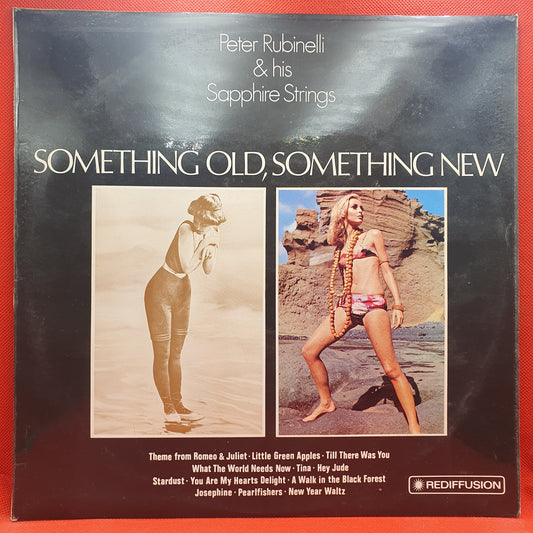 Peter Rubinelli
& his
Sapphire Strings
SOMETHING OLD, SOMETHING NEW
Theme from Romeo & Juliet · Little Green Apples · Till There Was You
What The World Needs Now · Tina · Hey Jude
Stardust · You Are My Hearts Delight · A Walk in the Black Forest
Josephine · Pearlfishers · New Year Waltz
REDIFFUSION